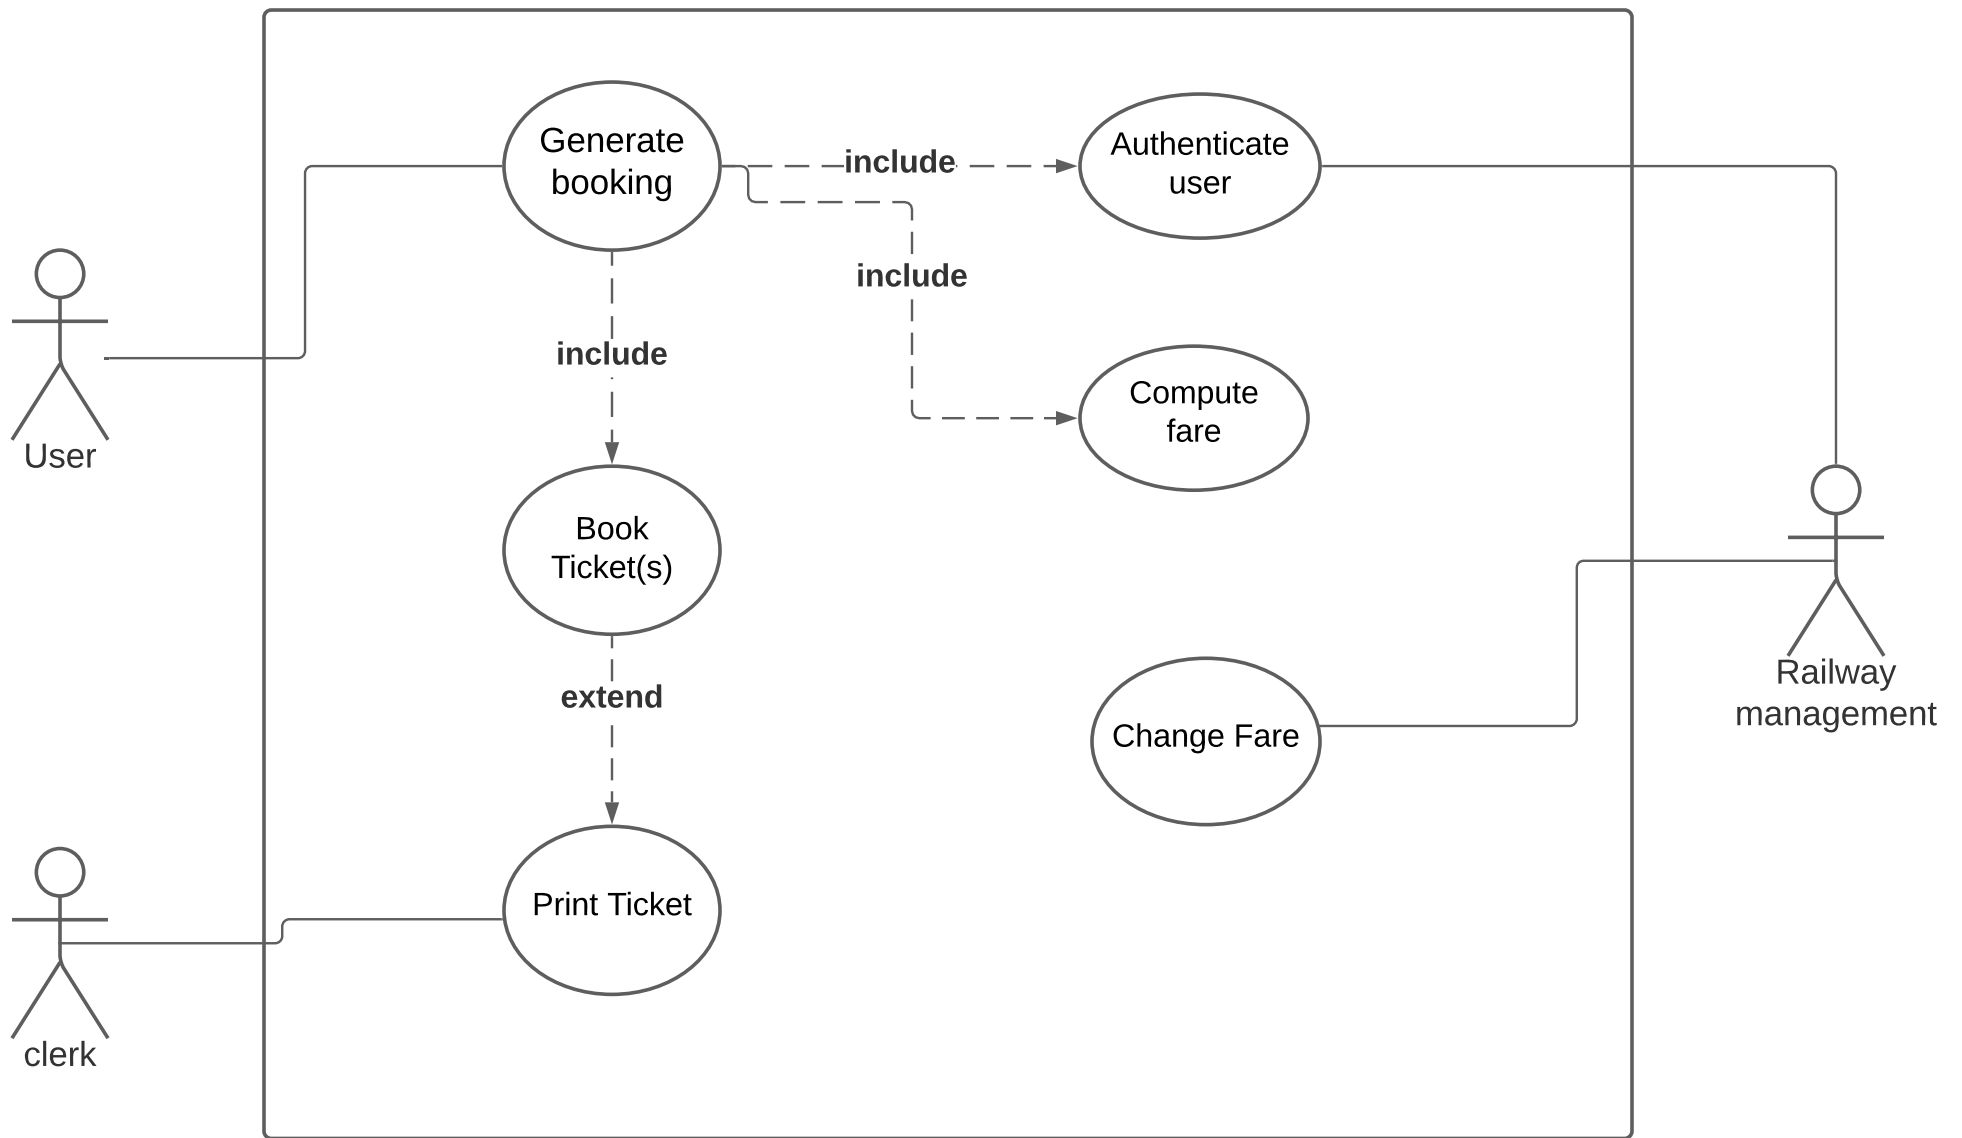 Generate
booking
include
Authenticate
user
include
include
Compute
fare
User
Book
Ticket(s)
extend
Change Fare
Railway
management
Print Ticket
clerk